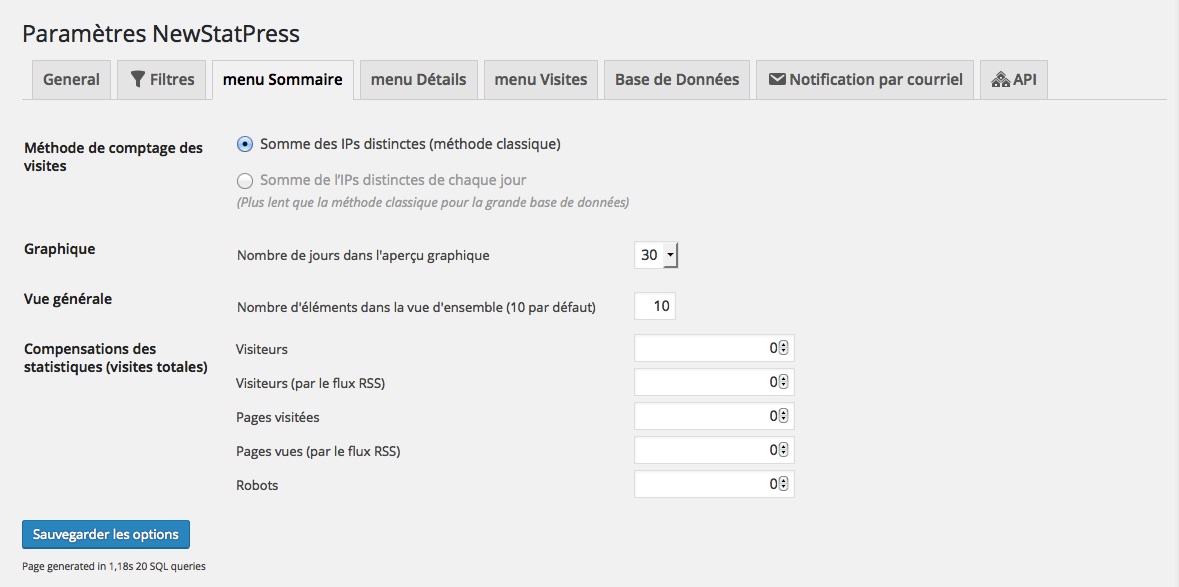 Paramètres NewStatPress
General
Filtres
menu Sommaire
menu Détails
menu Visites
Base de Données
Notification par courriel
API
Méthode de comptage des
visites
Somme des IPs distinctes (méthode classique)
Somme de l'IPs distinctes de chaque jour
(Plus lent que la méthode classique pour la grande base de données)
Graphique
Nombre de jours dans l'aperçu graphique
30
Vue générale
Nombre d'éléments dans la vue d'ensemble (10 par défaut)
10
Compensations des
statistiques (visites totales)
Visiteurs
0
Visiteurs (par le flux RSS)
0
Pages visitées
0
Pages vues (par le flux RSS)
0
Robots
0
Sauvegarder les options
Page generated in 1,18s 20 SQL queries